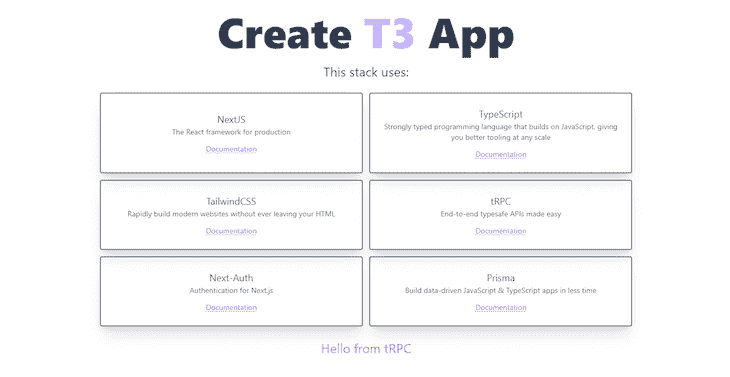 Create T3 App
This stack uses:
NextJS
The React framework for production
Documentation
TypeScript
Strongly typed programming language that builds on JavaScript, giving
you better tooling at any scale
Documentation
TailwindCSS
Rapidly build modern websites without ever leaving your HTML
Documentation
tRPC
End-to-end typesafe APIs made easy
Documentation
Next-Auth
Authentication for Next.js
Documentation
Prisma
Build data-driven JavaScript & TypeScript apps in less time
Documentation
Hello from tRPC